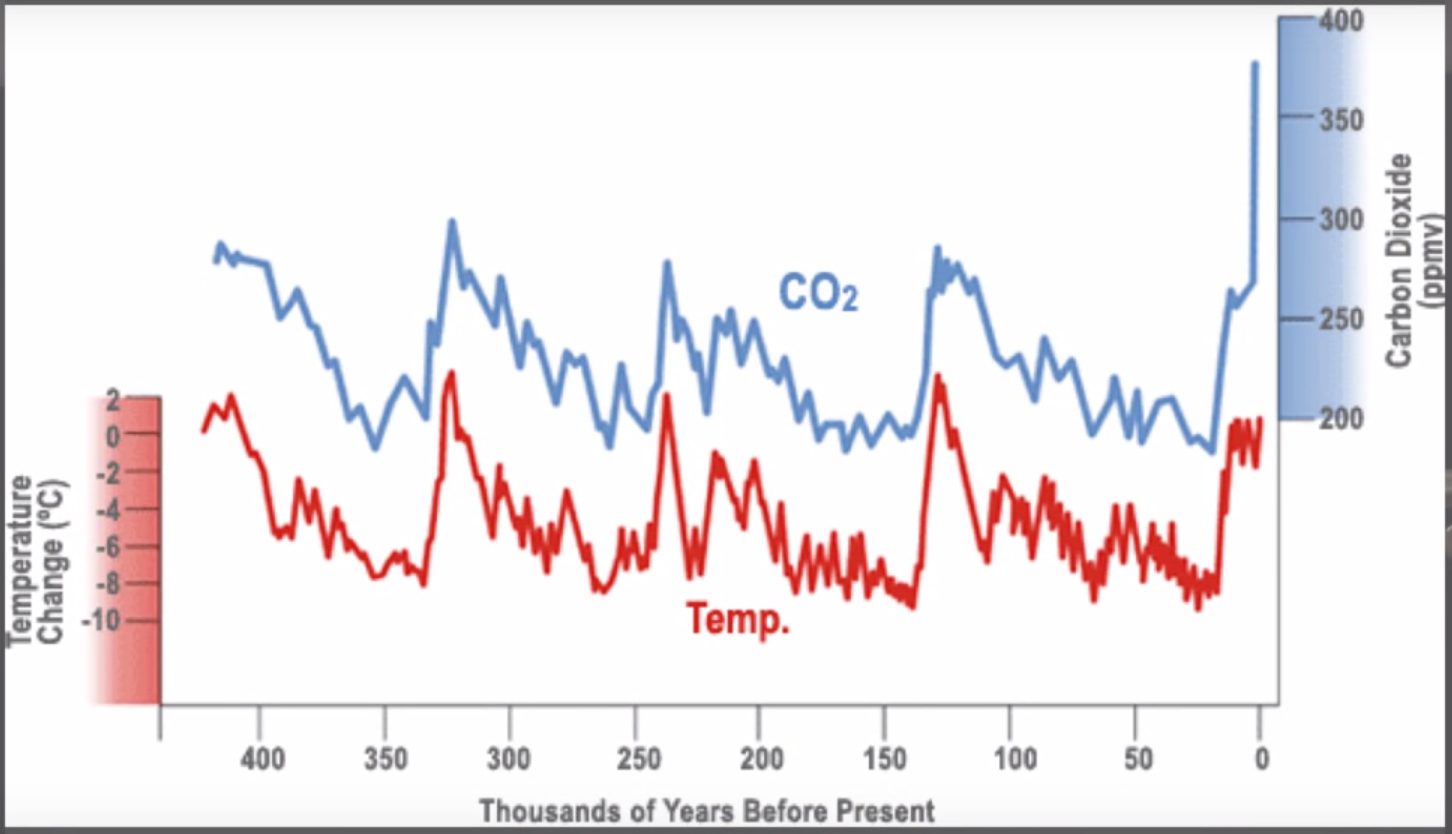 400
350
300
250
200
Carbon Dioxide
(ppmv)
CO₂
2
0
-2
-4
-6
-8
-10
Temperature
Change (ºC)
Temp.
400 350 300 250 200 150 100 50 0
Thousands of Years Before Present